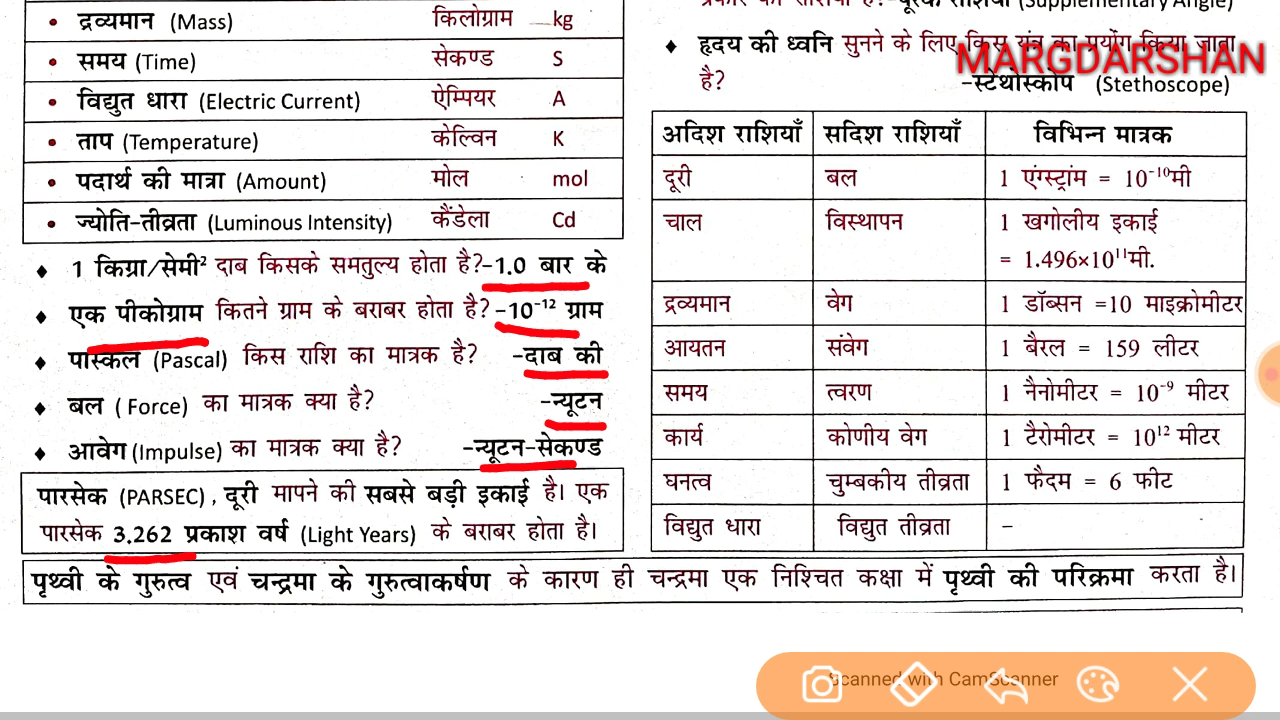 • द्रव्यमान (Mass) किलोग्राम kg
• समय (Time) सेकण्ड S
• विद्युत धारा (Electric Current) ऐम्पियर A
• ताप (Temperature) केल्विन K
• पदार्थ की मात्रा (Amount) मोल mol
• ज्योति-तीव्रता (Luminous Intensity) कैंडेला Cd
♦ 1 किग्रा/सेमी² दाब किसके समतुल्य होता है?-1.0 बार के
♦ एक पीकोग्राम कितने ग्राम के बराबर होता है? -10⁻¹² ग्राम
♦ पास्कल (Pascal) किस राशि का मात्रक है? -दाब की
♦ बल ( Force) का मात्रक क्या है? -न्यूटन
♦ आवेग (Impulse) का मात्रक क्या है? -न्यूटन-सेकण्ड
पारसेक (PARSEC) , दूरी मापने की सबसे बड़ी इकाई है। एक
पारसेक 3.262 प्रकाश वर्ष (Light Years) के बराबर होता है।
(Supplementary Angle)
♦ हृदय की ध्वनि सुनने के लिए किस यंत्र का प्रयोग किया जाता
MARGDARSHAN
है? -स्टेथोस्कोप (Stethoscope)
अदिश राशियाँ सदिश राशियाँ विभिन्न मात्रक
दूरी बल 1 एंग्स्ट्रांम = 10⁻¹⁰मी
चाल विस्थापन 1 खगोलीय इकाई
= 1.496×10¹¹मी.
द्रव्यमान वेग 1 डॉब्सन =10 माइक्रोमीटर
आयतन संवेग 1 बैरल = 159 लीटर
समय त्वरण 1 नैनोमीटर = 10⁻⁹ मीटर
कार्य कोणीय वेग 1 टैरोमीटर = 10¹² मीटर
घनत्व चुम्बकीय तीव्रता 1 फैदम = 6 फीट
विद्युत धारा विद्युत तीव्रता –
पृथ्वी के गुरुत्व एवं चन्द्रमा के गुरुत्वाकर्षण के कारण ही चन्द्रमा एक निश्चित कक्षा में पृथ्वी की परिक्रमा करता है।
Scanned with CamScanner